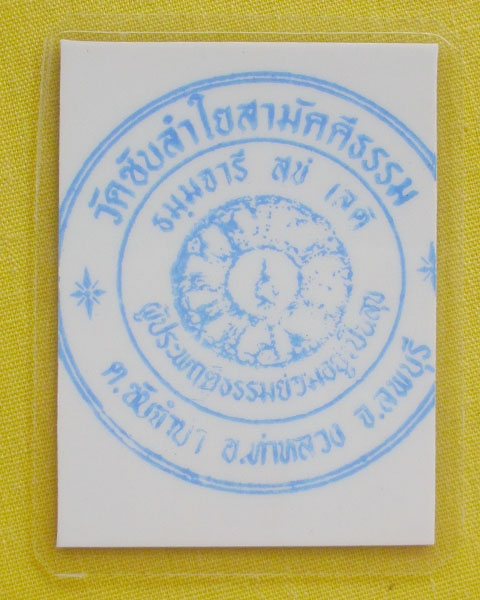 วัดซับลำใยสามัคคีธรรม
ธมฺมจารี สุขํ เจติ
ผู้ประพฤติธรรมย่อมอยู่เป็นสุข
ต.ซับจำปา อ.ท่าหลวง จ.ลพบุรี